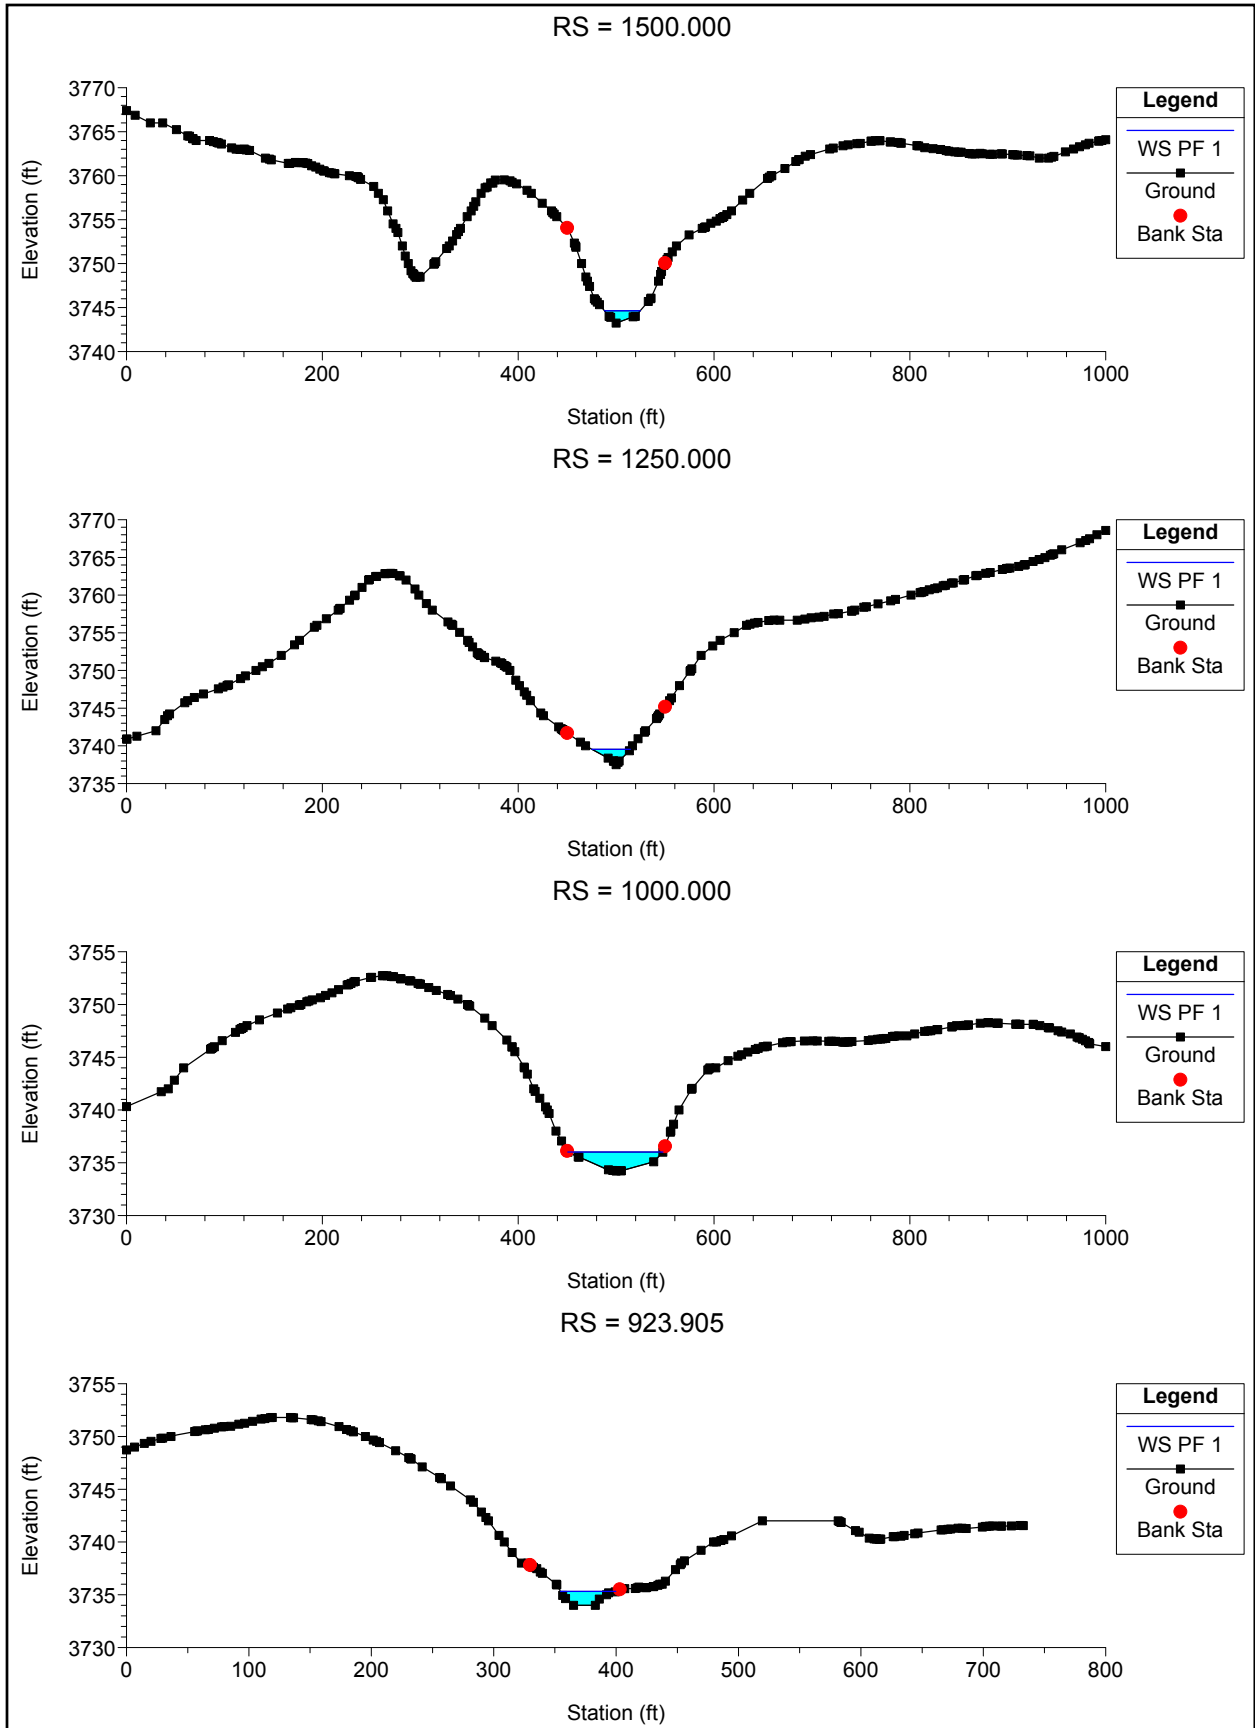 RS = 1500.000
3770
3765
3760
3755
3750
3745
3740
0 200 400 600 800 1000
Elevation (ft)
Station (ft)
Legend
WS PF 1
Ground
Bank Sta
RS = 1250.000
3770
3765
3760
3755
3750
3745
3740
3735
0 200 400 600 800 1000
Elevation (ft)
Station (ft)
Legend
WS PF 1
Ground
Bank Sta
RS = 1000.000
3755
3750
3745
3740
3735
3730
0 200 400 600 800 1000
Elevation (ft)
Station (ft)
Legend
WS PF 1
Ground
Bank Sta
RS = 923.905
3755
3750
3745
3740
3735
3730
0 100 200 300 400 500 600 700 800
Elevation (ft)
Station (ft)
Legend
WS PF 1
Ground
Bank Sta